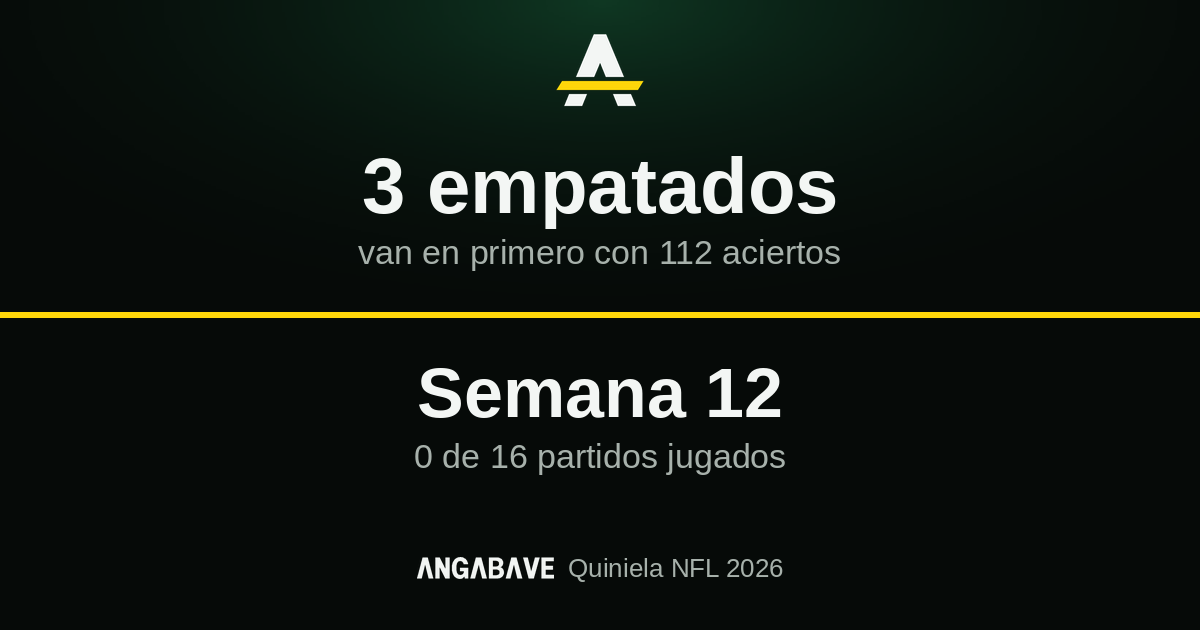 3 empatados
van en primero con 112 aciertos
Semana 12
0 de 16 partidos jugados
ANGABAVE Quiniela NFL 2026